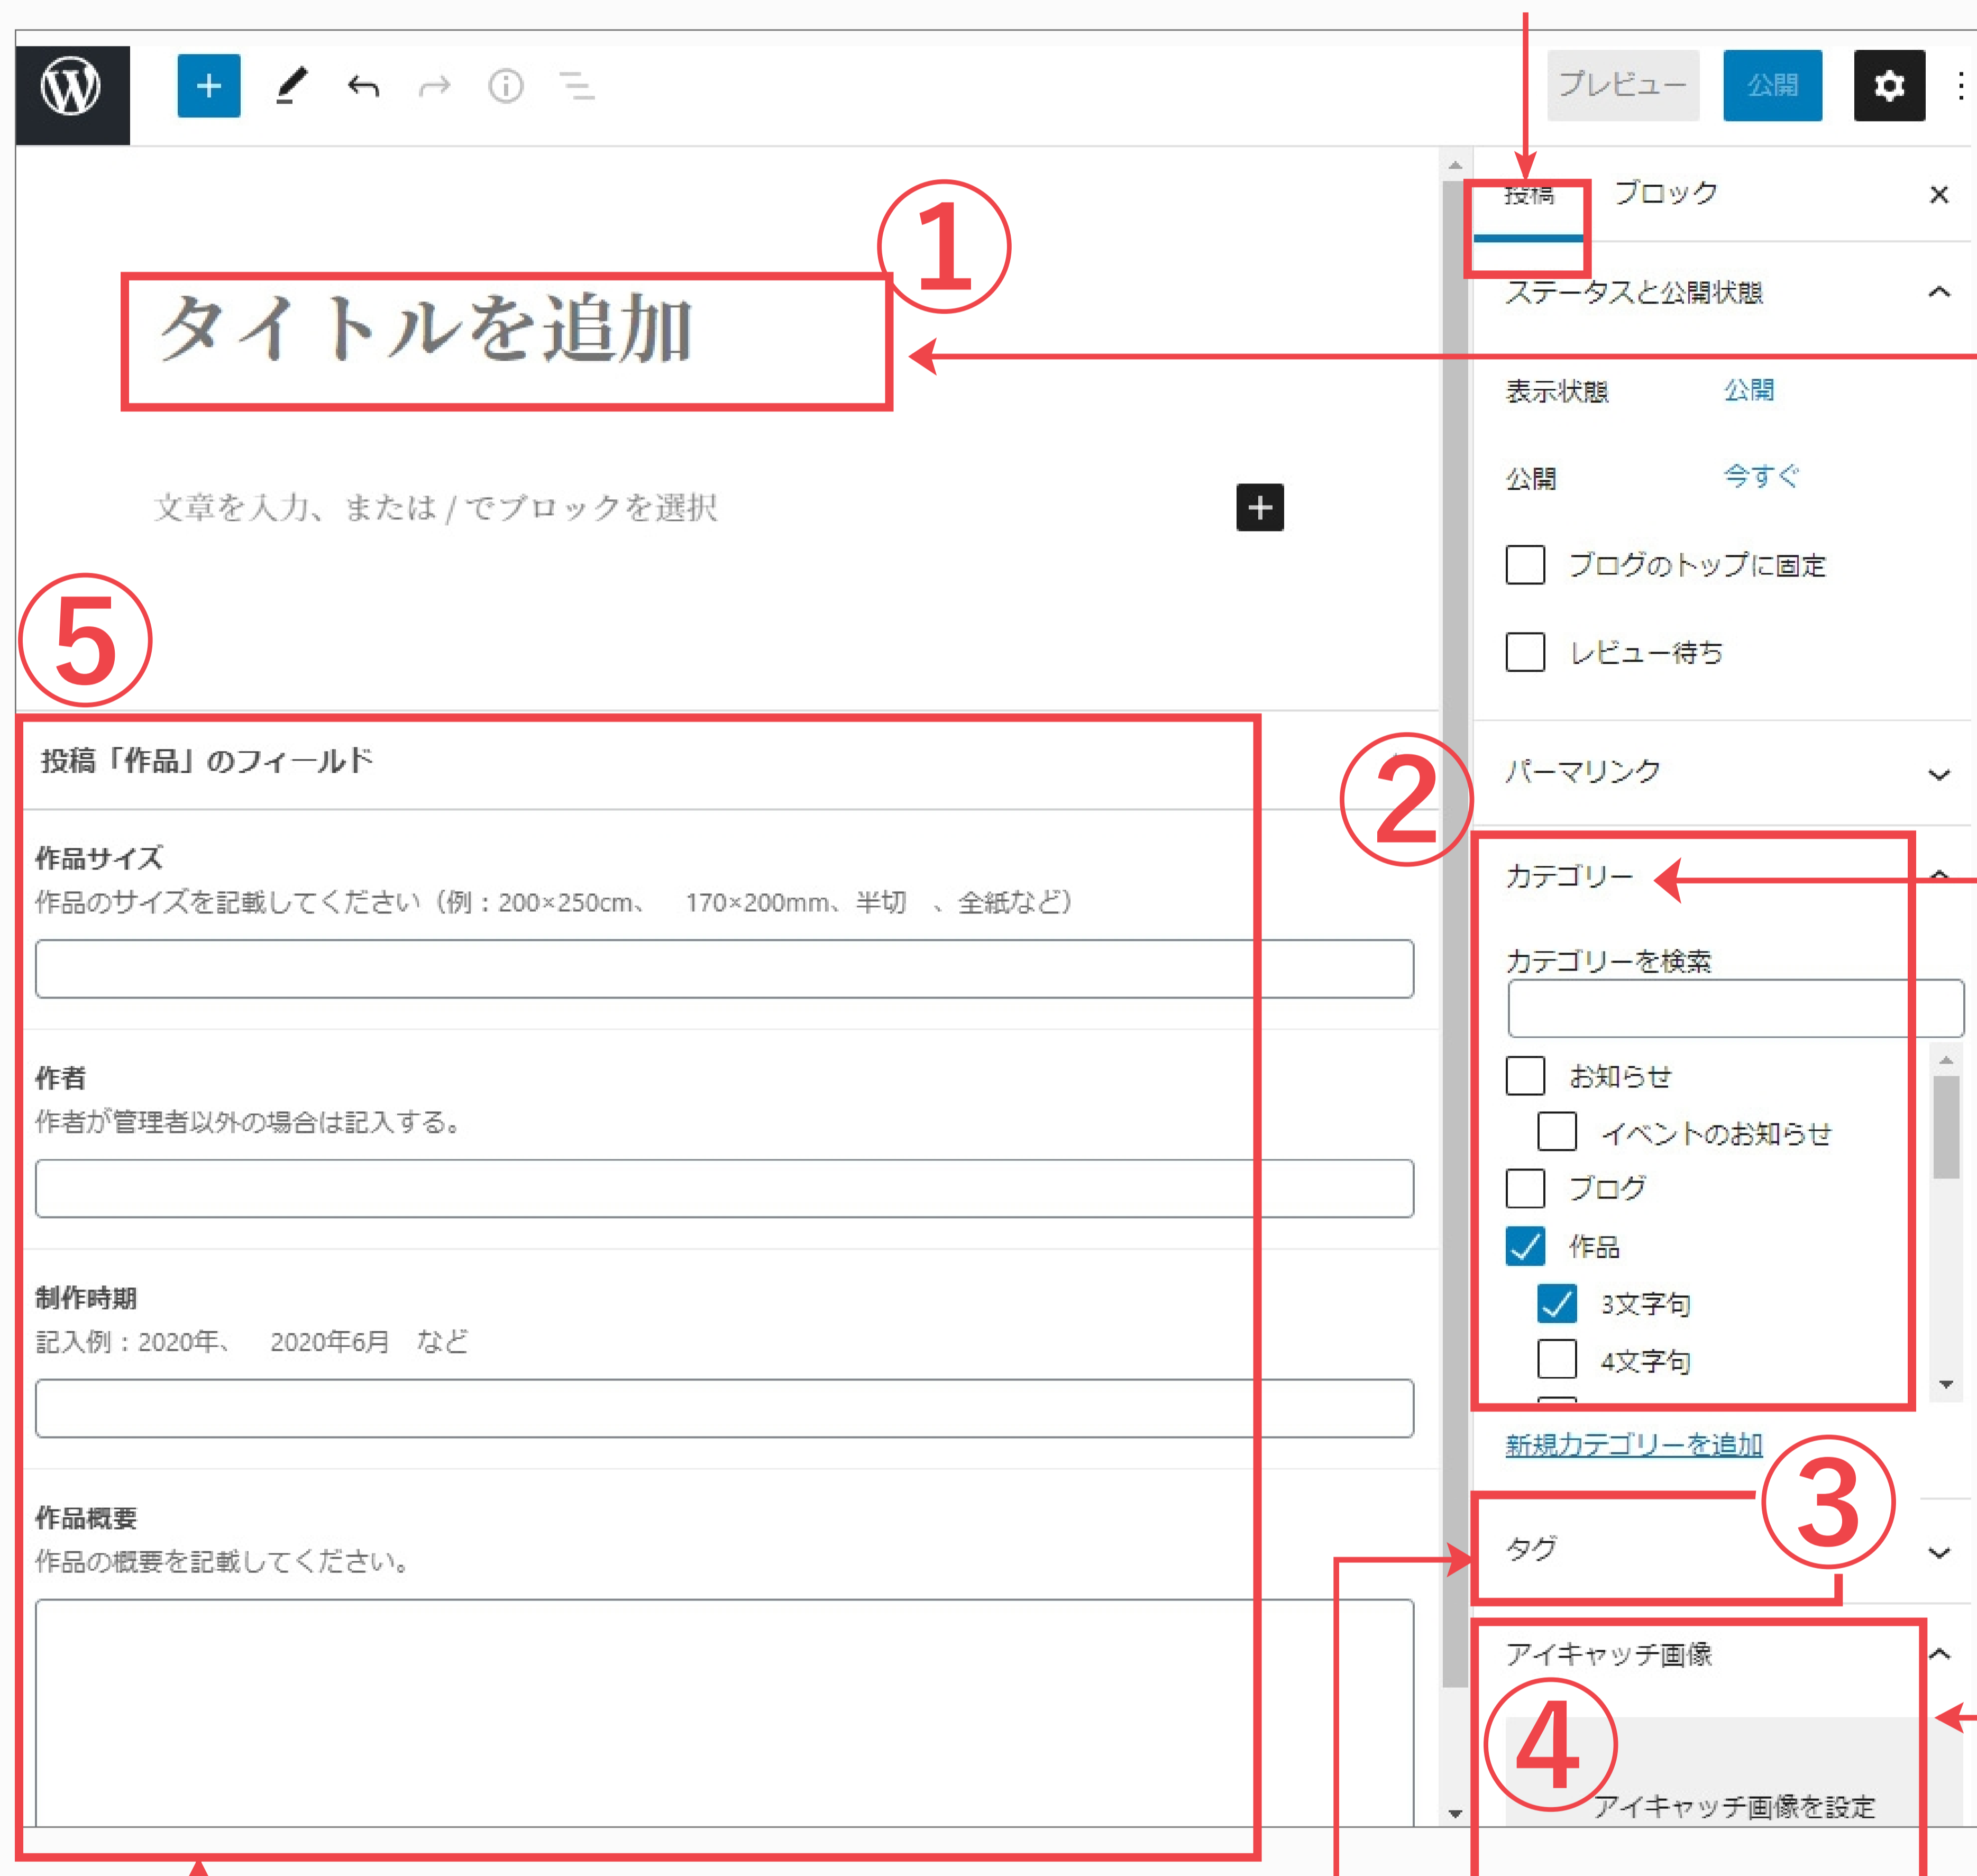 プレビュー
公開
投稿
ブロック
①
タイトルを追加
ステータスと公開状態
表示状態 公開
公開 今すぐ
文章を入力、または / でブロックを選択
ブログのトップに固定
レビュー待ち
⑤
投稿「作品」のフィールド
作品サイズ
作品のサイズを記載してください（例：200×250cm、　170×200mm、半切　、全紙など）
作者
作者が管理者以外の場合は記入する。
制作時期
記入例：2020年、　2020年6月　など
作品概要
作品の概要を記載してください。
パーマリンク
②
カテゴリー
カテゴリーを検索
お知らせ
イベントのお知らせ
ブログ
作品
3文字句
4文字句
新規カテゴリーを追加
③
タグ
アイキャッチ画像
④
アイキャッチ画像を設定